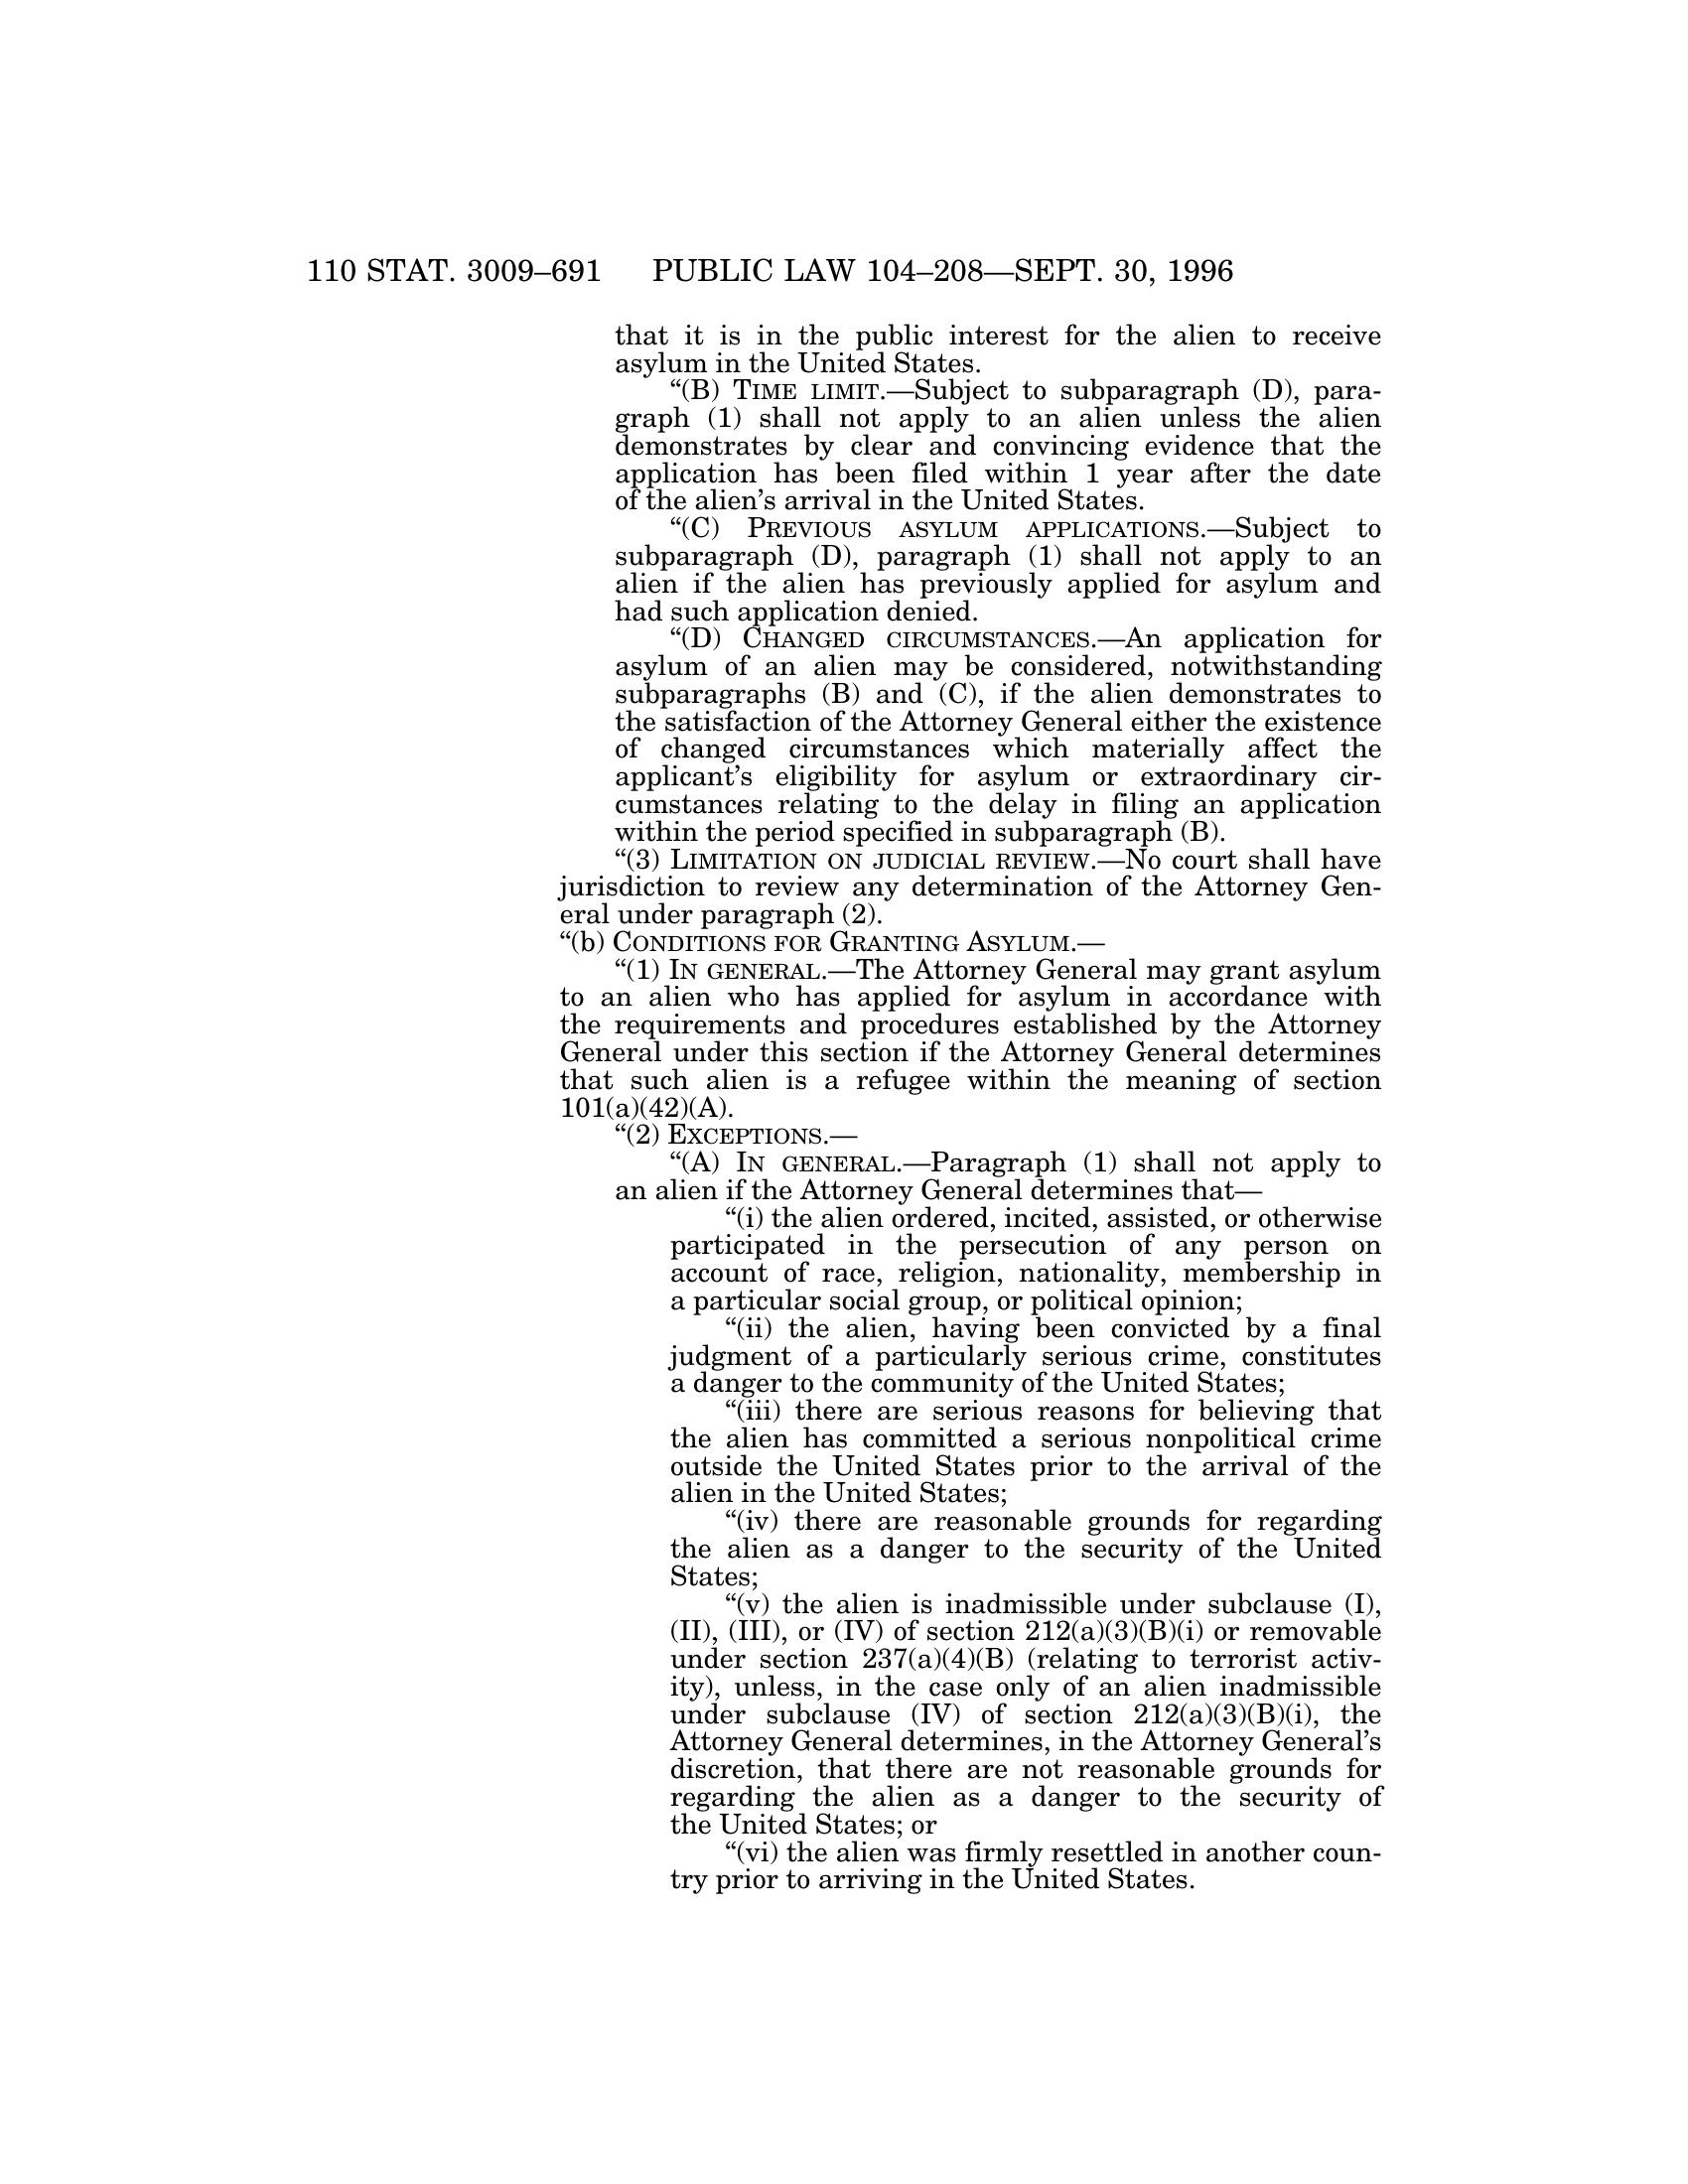 110 STAT. 3009–691 PUBLIC LAW 104–208—SEPT. 30, 1996
that it is in the public interest for the alien to receive
asylum in the United States.
“(B) TIME LIMIT.—Subject to subparagraph (D), para-
graph (1) shall not apply to an alien unless the alien
demonstrates by clear and convincing evidence that the
application has been filed within 1 year after the date
of the alien’s arrival in the United States.
“(C) PREVIOUS ASYLUM APPLICATIONS.—Subject to
subparagraph (D), paragraph (1) shall not apply to an
alien if the alien has previously applied for asylum and
had such application denied.
“(D) CHANGED CIRCUMSTANCES.—An application for
asylum of an alien may be considered, notwithstanding
subparagraphs (B) and (C), if the alien demonstrates to
the satisfaction of the Attorney General either the existence
of changed circumstances which materially affect the
applicant’s eligibility for asylum or extraordinary cir-
cumstances relating to the delay in filing an application
within the period specified in subparagraph (B).
“(3) LIMITATION ON JUDICIAL REVIEW.—No court shall have
jurisdiction to review any determination of the Attorney Gen-
eral under paragraph (2).
“(b) CONDITIONS FOR GRANTING ASYLUM.—
“(1) IN GENERAL.—The Attorney General may grant asylum
to an alien who has applied for asylum in accordance with
the requirements and procedures established by the Attorney
General under this section if the Attorney General determines
that such alien is a refugee within the meaning of section
101(a)(42)(A).
“(2) EXCEPTIONS.—
“(A) IN GENERAL.—Paragraph (1) shall not apply to
an alien if the Attorney General determines that—
“(i) the alien ordered, incited, assisted, or otherwise
participated in the persecution of any person on
account of race, religion, nationality, membership in
a particular social group, or political opinion;
“(ii) the alien, having been convicted by a final
judgment of a particularly serious crime, constitutes
a danger to the community of the United States;
“(iii) there are serious reasons for believing that
the alien has committed a serious nonpolitical crime
outside the United States prior to the arrival of the
alien in the United States;
“(iv) there are reasonable grounds for regarding
the alien as a danger to the security of the United
States;
“(v) the alien is inadmissible under subclause (I),
(II), (III), or (IV) of section 212(a)(3)(B)(i) or removable
under section 237(a)(4)(B) (relating to terrorist activ-
ity), unless, in the case only of an alien inadmissible
under subclause (IV) of section 212(a)(3)(B)(i), the
Attorney General determines, in the Attorney General’s
discretion, that there are not reasonable grounds for
regarding the alien as a danger to the security of
the United States; or
“(vi) the alien was firmly resettled in another coun-
try prior to arriving in the United States.